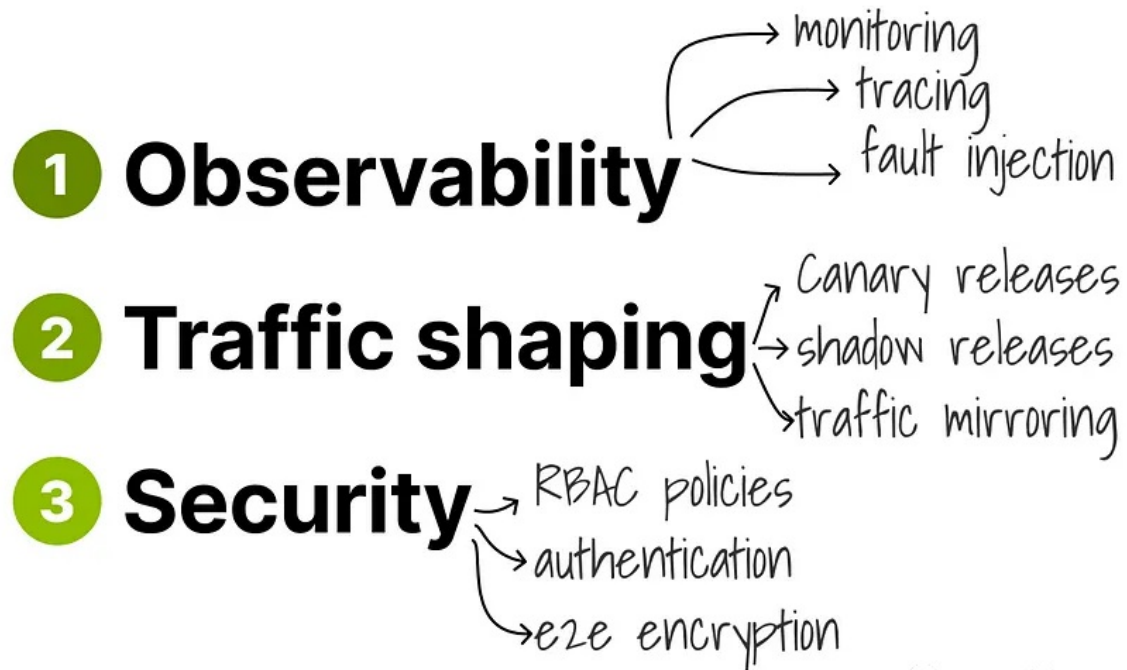 monitoring
tracing
fault injection
1 Observability
Canary releases
2 Traffic shaping
shadow releases
traffic mirroring
3 Security
RBAC policies
authentication
e2e encryption